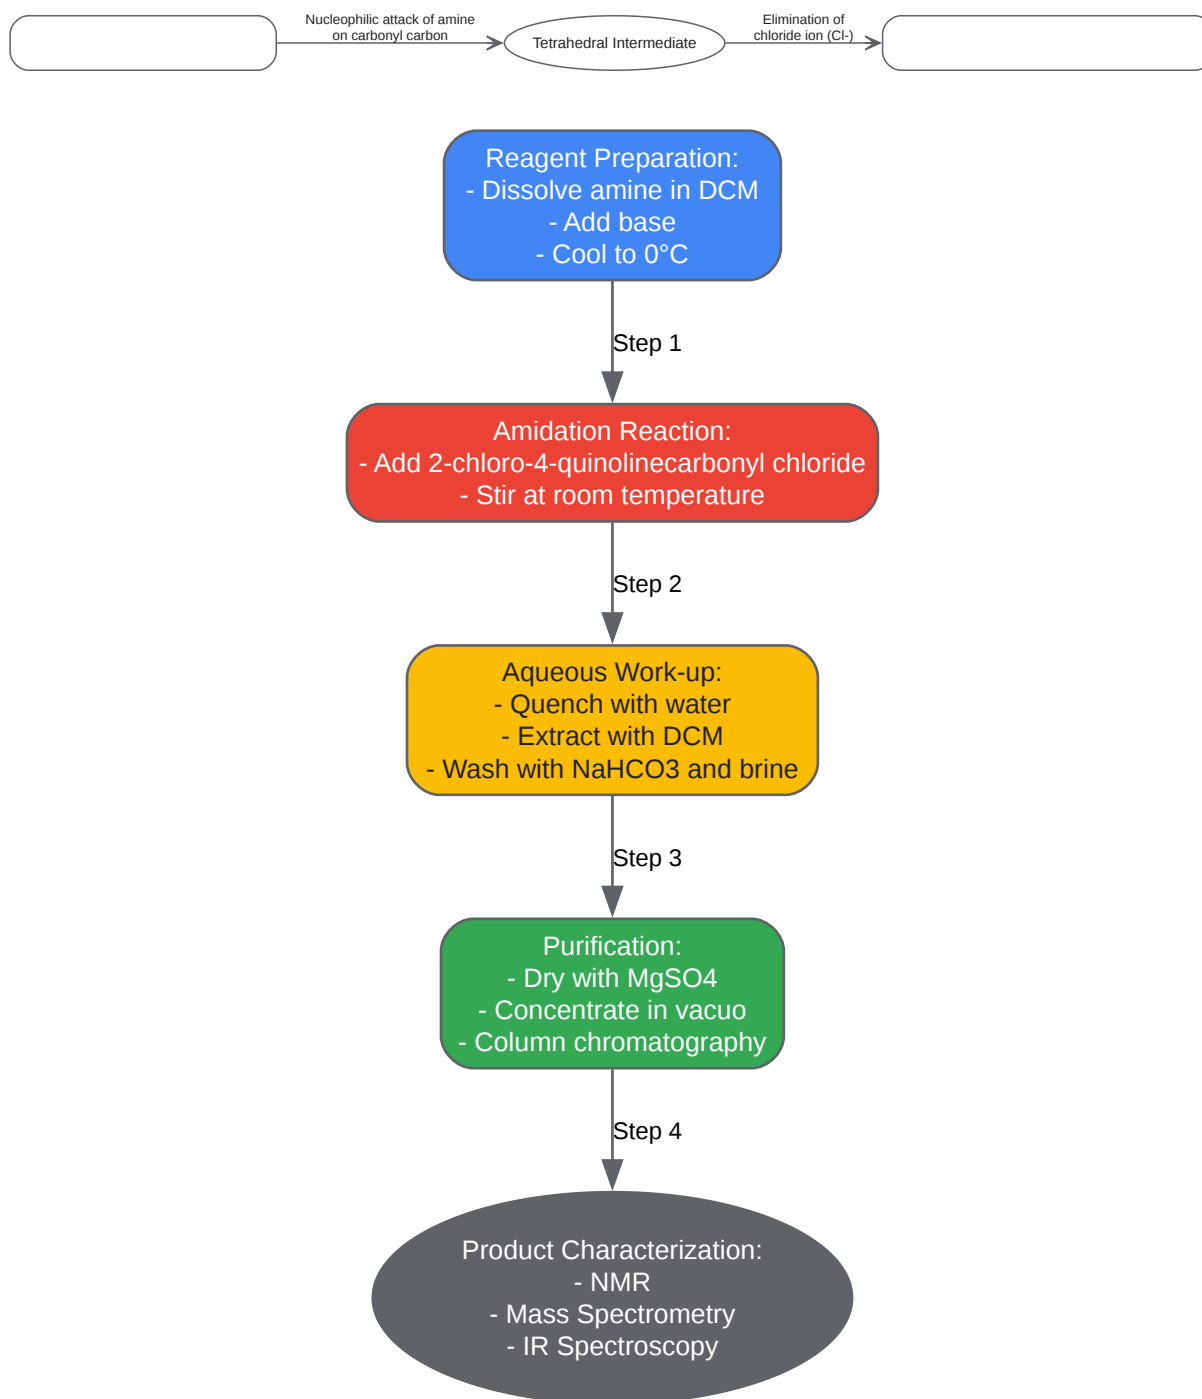 Nucleophilic attack of amine
on carbonyl carbon
Tetrahedral Intermediate
Elimination of
chloride ion (Cl-)
Reagent Preparation:
- Dissolve amine in DCM
- Add base
- Cool to 0°C
Step 1
Amidation Reaction:
- Add 2-chloro-4-quinolinecarbonyl chloride
- Stir at room temperature
Step 2
Aqueous Work-up:
- Quench with water
- Extract with DCM
- Wash with NaHCO3 and brine
Step 3
Purification:
- Dry with MgSO4
- Concentrate in vacuo
- Column chromatography
Step 4
Product Characterization:
- NMR
- Mass Spectrometry
- IR Spectroscopy